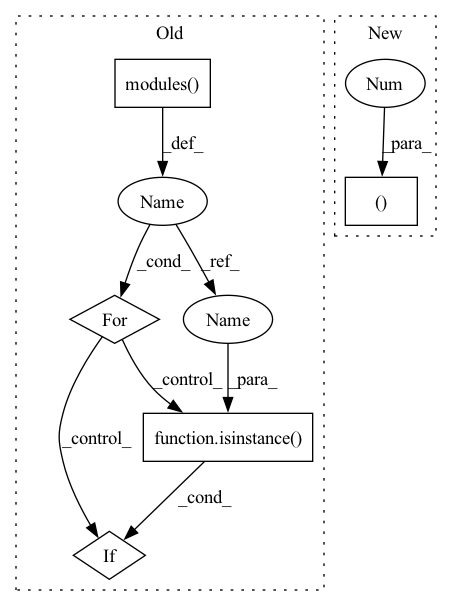 Old
New
modules()
Num
_def_
_para_
Name
()
_cond_
_ref_
For
Name
_control_
_para_
_control_
function.isinstance()
_cond_
If